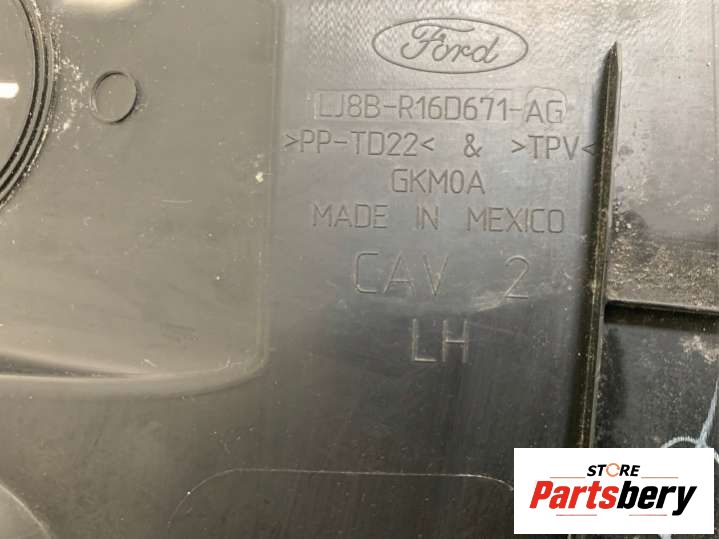 Ford
LJ8B-R16D671-AG
>PP-TD22< & >TPV<
GKM0A
MADE IN MEXICO
CAV 2
LH
STORE
Partsbery